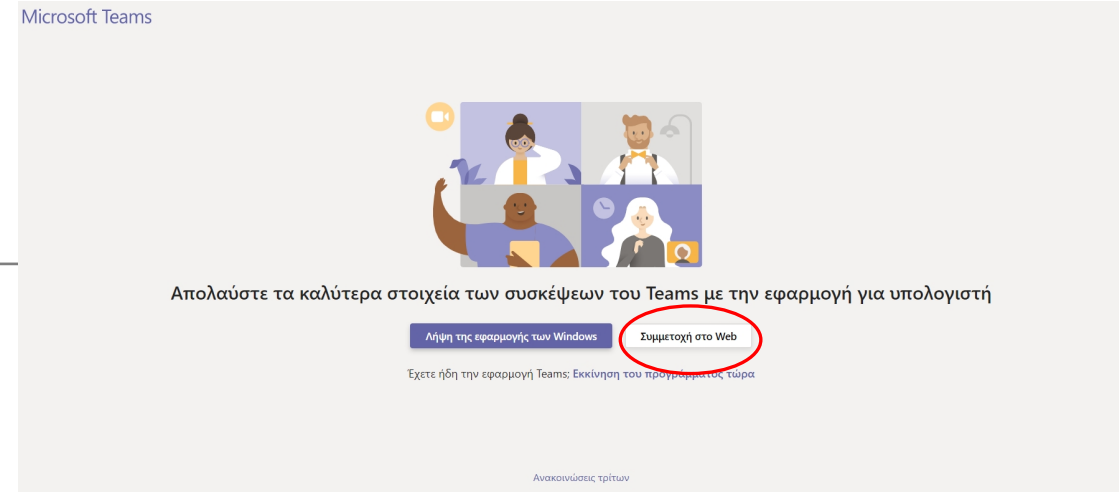 Microsoft Teams
Απολαύστε τα καλύτερα στοιχεία των συσκέψεων του Teams με την εφαρμογή για υπολογιστή
Λήψη της εφαρμογής των Windows
Συμμετοχή στο Web
Έχετε ήδη την εφαρμογή Teams; Εκκίνηση του προγράμματος τώρα
Ανακοινώσεις τρίτων